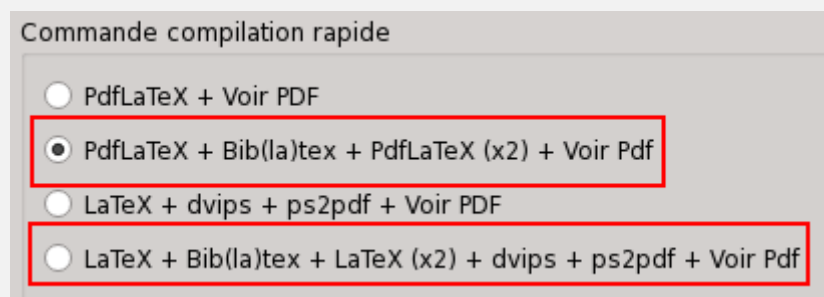 Commande compilation rapide
PdfLaTeX + Voir PDF
PdfLaTeX + Bib(la)tex + PdfLaTeX (x2) + Voir Pdf
LaTeX + dvips + ps2pdf + Voir PDF
LaTeX + Bib(la)tex + LaTeX (x2) + dvips + ps2pdf + Voir Pdf